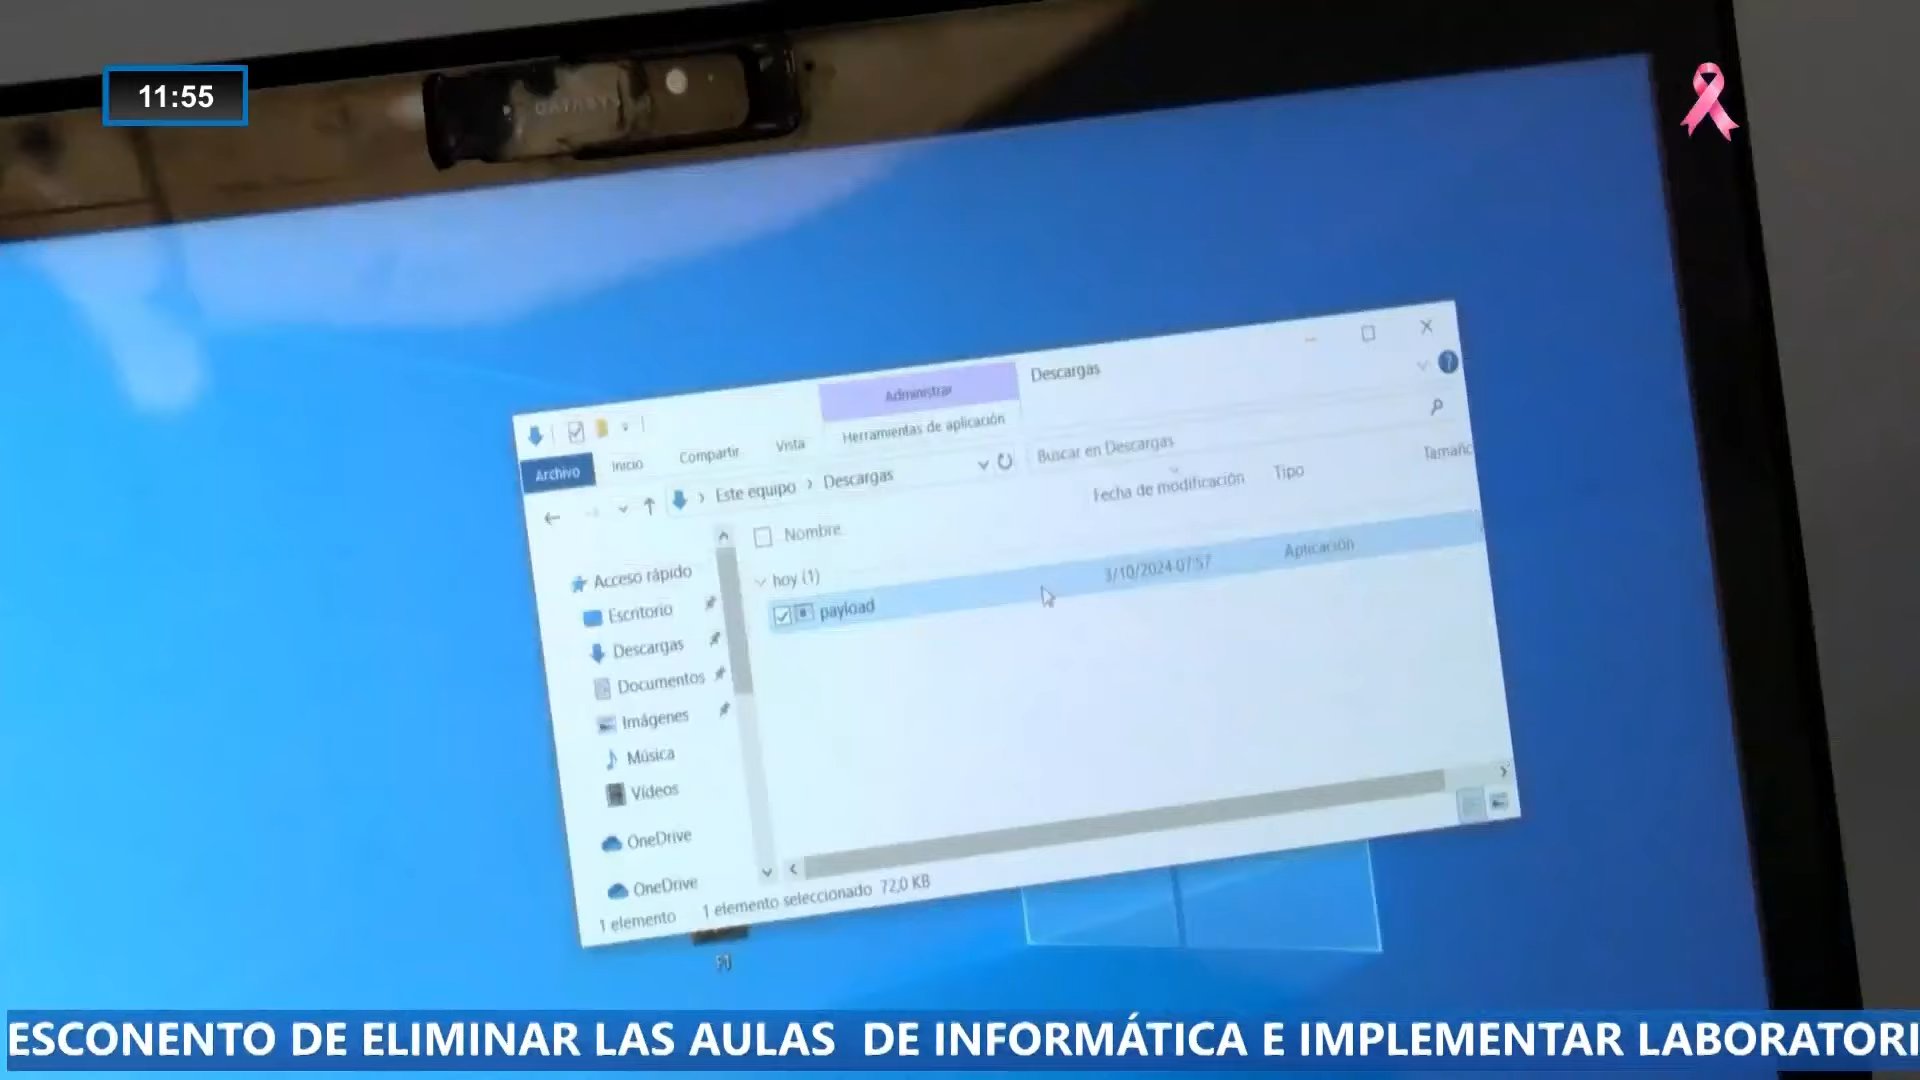 11:55
DATASYS
Administrar
Descargas
Archivo
Inicio
Compartir
Vista
Herramientas de aplicación
Este equipo
Descargas
Buscar en Descargas
Nombre
Fecha de modificación
Tipo
Tamañc
Acceso rápido
Escritorio
Descargas
Documentos
Imágenes
Música
Vídeos
OneDrive
OneDrive
hoy (1)
payload
3/10/2024 07:57
Aplicación
1 elemento
1 elemento seleccionado 72,0 KB
ESCONENTO DE ELIMINAR LAS AULAS DE INFORMÁTICA E IMPLEMENTAR LABORATORI